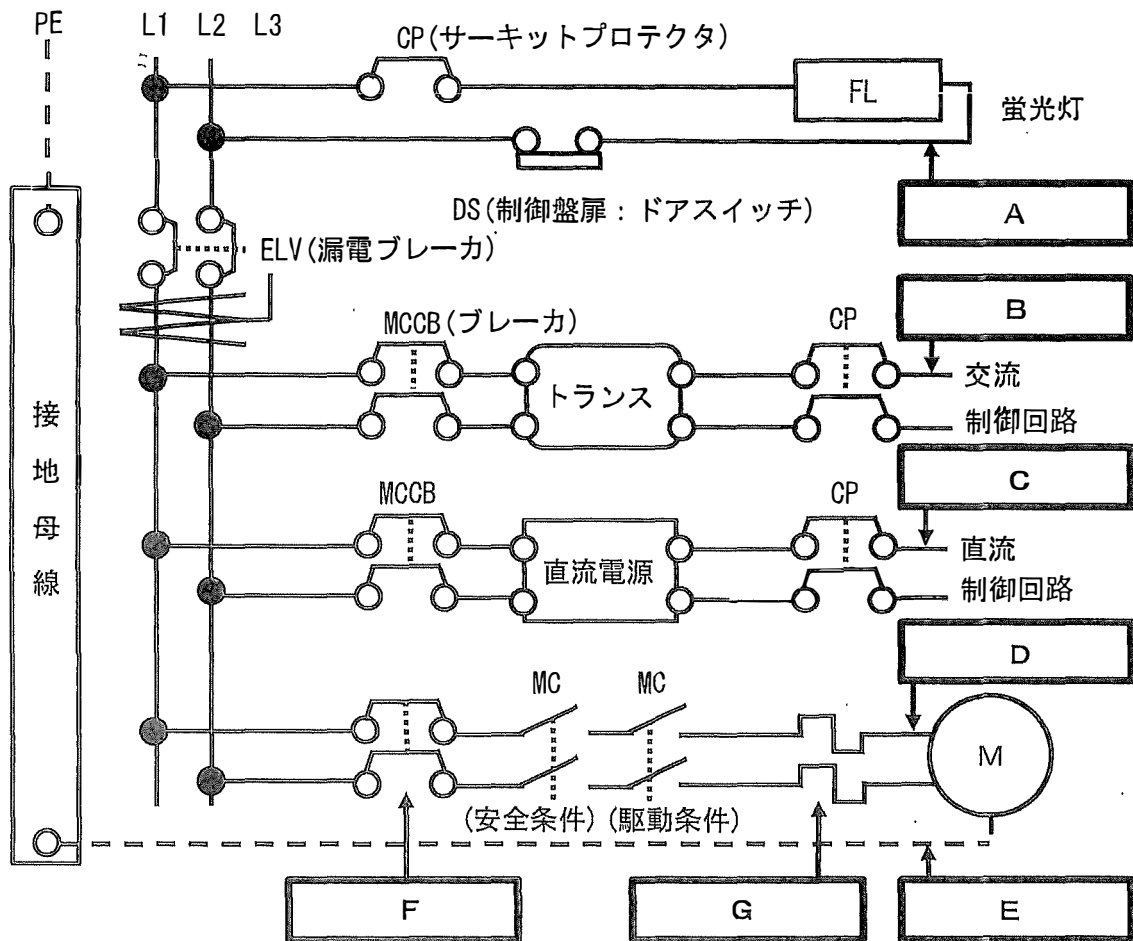 PE L1 L2 L3
CP(サーキットプロテクタ)
FL
蛍光灯
A
DS(制御盤扉:ドアスイッチ)
ELV(漏電ブレーカ)
B
MCCB(ブレーカ)
CP
トランス
交流
制御回路
接地母線
C
MCCB
CP
直流電源
直流
制御回路
D
MC
MC
M
(安全条件)(駆動条件)
F
G
E